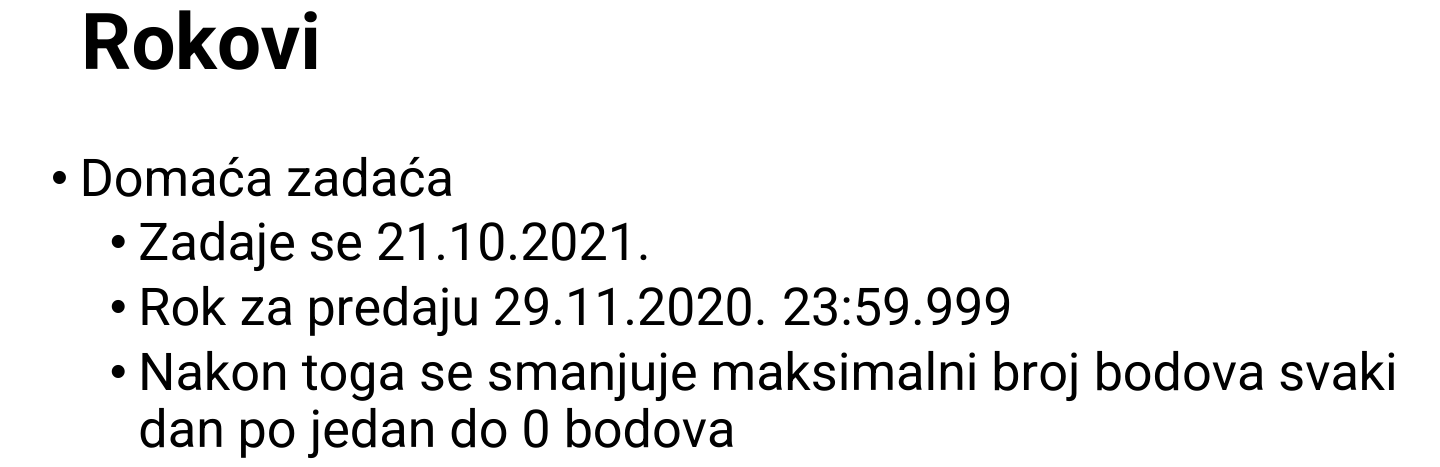 Rokovi
• Domaća zadaća
• Zadaje se 21.10.2021.
• Rok za predaju 29.11.2020. 23:59.999
• Nakon toga se smanjuje maksimalni broj bodova svaki
dan po jedan do 0 bodova